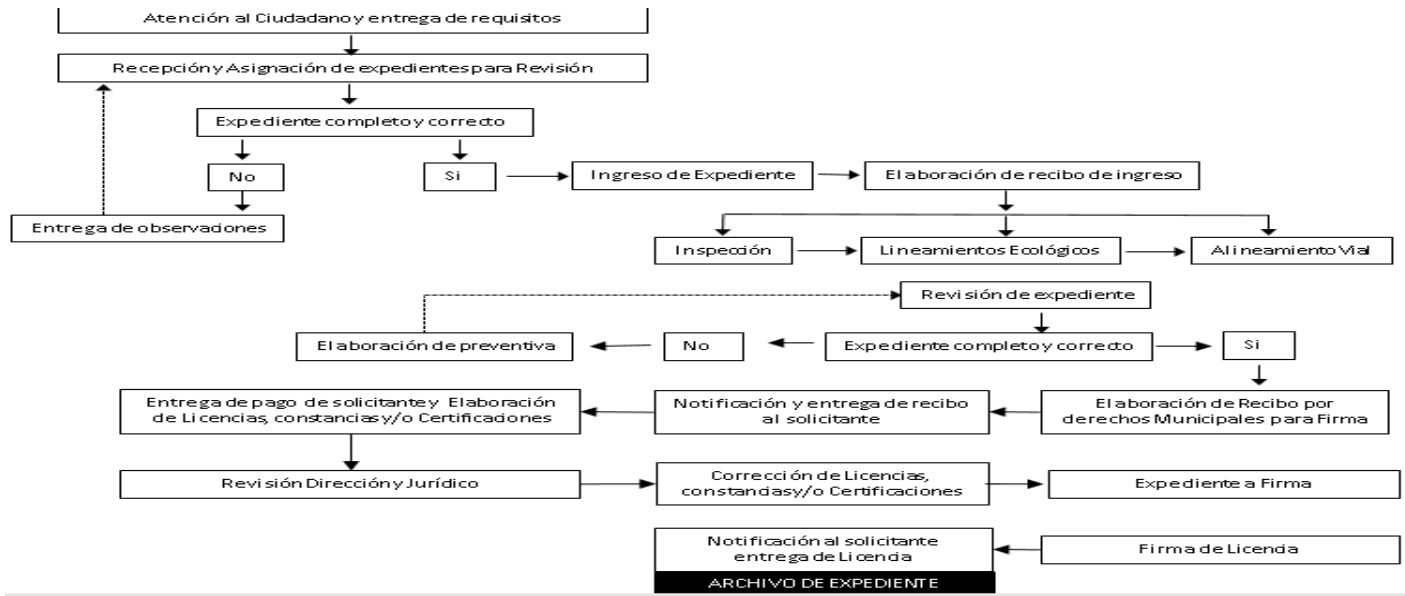 Atención al Ciudadano y entrega de requisitos
Recepción y Asignación de expedientes para Revisión
Expediente completo y correcto
No
Si
Ingreso de Expediente
Elaboración de recibo de ingreso
Entrega de observaciones
Inspección
Lineamientos Ecológicos
Alineamiento Vial
Revisión de expediente
Elaboración de preventiva
No
Expediente completo y correcto
Si
Entrega de pago de solicitante y Elaboración
de Licencias, constancias y/o Certificaciones
Notificación y entrega de recibo
al solicitante
Elaboración de Recibo por
derechos Municipales para Firma
Revisión Dirección y Jurídico
Corrección de Licencias,
constancias y/o Certificaciones
Expediente a Firma
Notificación al solicitante
entrega de Licencia
Firma de Licencia
ARCHIVO DE EXPEDIENTE